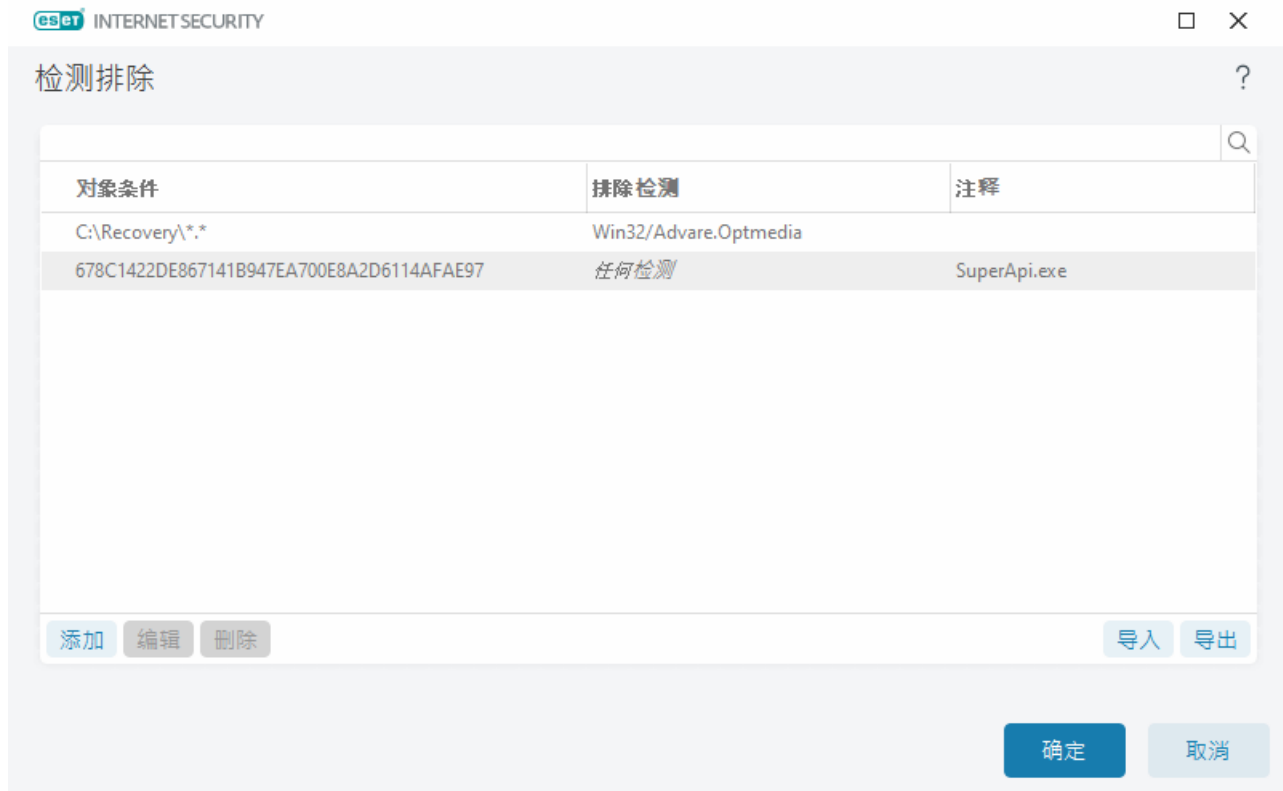 eset INTERNET SECURITY
检测排除
?
对象条件 排除检测 注释
C:\Recovery\*.* Win32/Advare.Optmedia
678C1422DE867141B947EA700E8A2D6114AFAE97 任何检测 SuperApi.exe
添加 编辑 删除 导入 导出
确定 取消